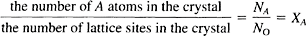 the number of A atoms in the crystal
the number of lattice sites in the crystal
= N_A / N_O = X_A